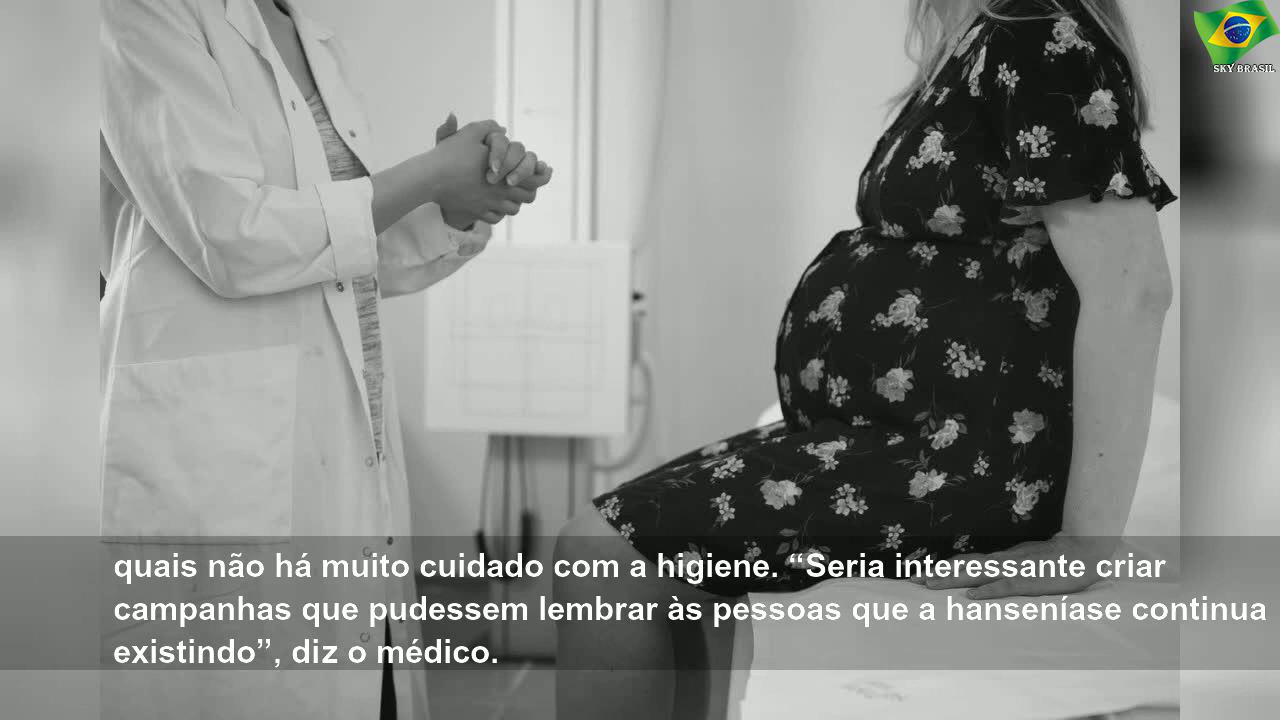 SKY BRASIL
quais não há muito cuidado com a higiene. “Seria interessante criar
campanhas que pudessem lembrar às pessoas que a hanseníase continua
existindo”, diz o médico.